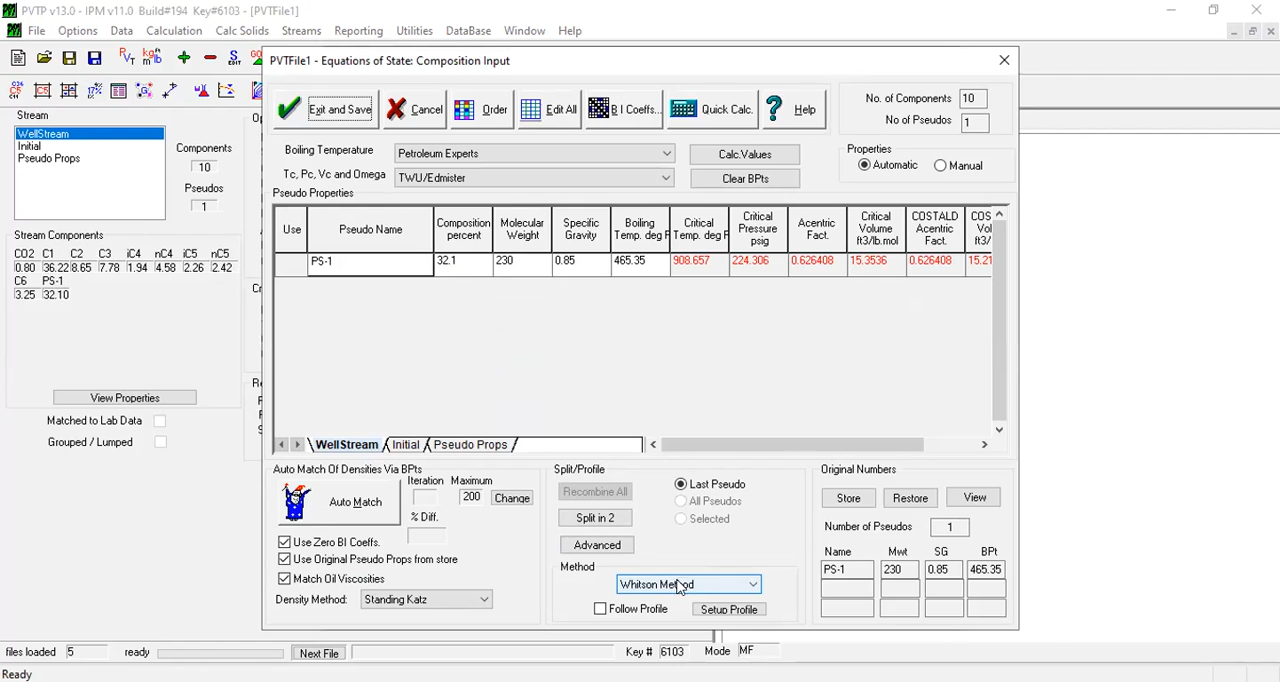 PVTP v13.0 - IPM v11.0 Build#194 Key#6103 - [PVTFile1]
File Options Data Calculation Calc Solids Streams Reporting Utilities DataBase Window Help
PVTFile1 - Equations of State: Composition Input
Exit and Save Cancel Order Edit All B I Coeffs.. Quick Calc. Help
No. of Components 10
No of Pseudos 1
Boiling Temperature Petroleum Experts Calc.Values
Tc, Pc, Vc and Omega TWU/Edmister Clear BPts
Properties
Automatic Manual
Stream
WellStream
Initial
Pseudo Props
Components
10
Pseudos
1
Stream Components
CO2 C1 C2 C3 iC4 nC4 iC5 nC5
0.80 36.22 8.65 7.78 1.94 4.58 2.26 2.42
C6 PS-1
3.25 32.10
View Properties
Matched to Lab Data
Grouped / Lumped
Pseudo Properties
Use Pseudo Name Composition percent Molecular Weight Specific Gravity Boiling Temp. deg F Critical Temp. deg F Critical Pressure psig Acentric Fact. Critical Volume ft3/lb.mol COSTALD Acentric Fact.
PS-1 32.1 230 0.85 465.35 908.657 224.306 0.626408 15.3536 0.626408 15.21
WellStream Initial Pseudo Props
Auto Match Of Densities Via BPts
Auto Match
Iteration Maximum
200 Change
% Diff.
Use Zero BI Coeffs.
Use Original Pseudo Props from store
Match Oil Viscosities
Density Method: Standing Katz
Split/Profile
Recombine All
Split in 2
Advanced
Last Pseudo
All Pseudos
Selected
Method
Whitson Method
Follow Profile Setup Profile
Original Numbers
Store Restore View
Number of Pseudos 1
Name Mwt SG BPt
PS-1 230 0.85 465.35
files loaded 5 ready Next File Key # 6103 Mode MF
Ready